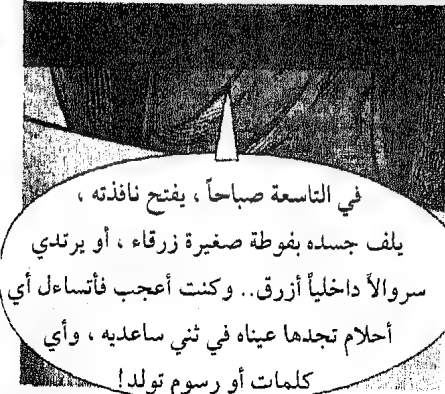 في التاسعة صباحاً ، يفتح نافذته ،
يلف جسده بفوطة صغيرة زرقاء ، أو يرتدي
سروالاً داخلياً أزرق.. وكنت أعجب فأتساءل أي
أحلام تجدها عيناه في ثني ساعديه ، وأي
كلمات أو رسوم تولد!